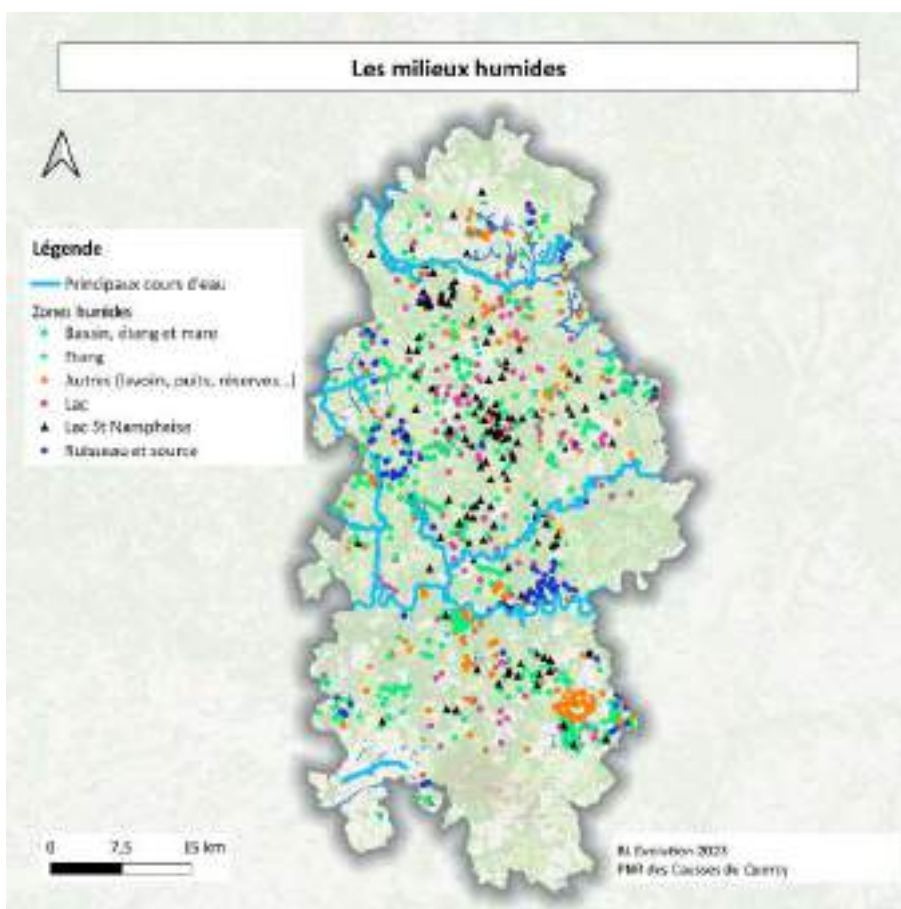 Les milieux humides
Légende
Principaux cours d'eau
Zones humides
Bassin, étang et mare
Etang
Autres (lavoirs, puits, réserves...)
Lac
Lac St Namphaise
Ruisseau et source
0 7,5 15 km
BL Evolution 2023
PNR des Causses du Quercy